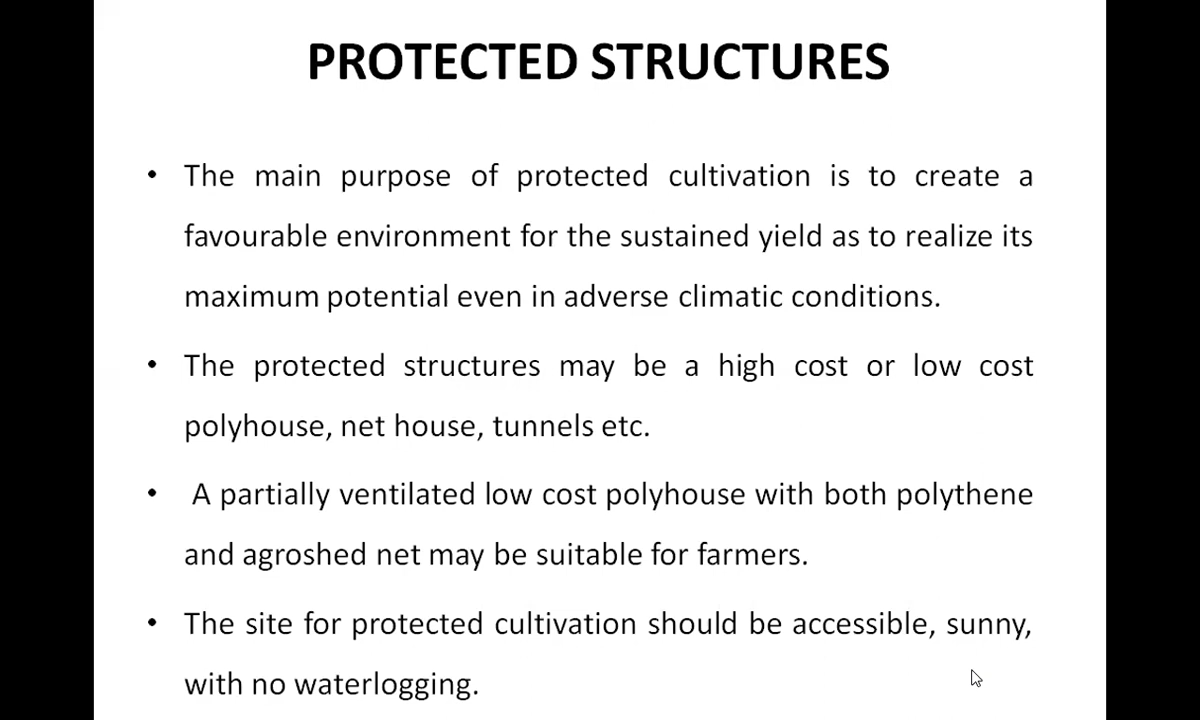 PROTECTED STRUCTURES
• The main purpose of protected cultivation is to create a
favourable environment for the sustained yield as to realize its
maximum potential even in adverse climatic conditions.
• The protected structures may be a high cost or low cost
polyhouse, net house, tunnels etc.
• A partially ventilated low cost polyhouse with both polythene
and agroshed net may be suitable for farmers.
• The site for protected cultivation should be accessible, sunny,
with no waterlogging.